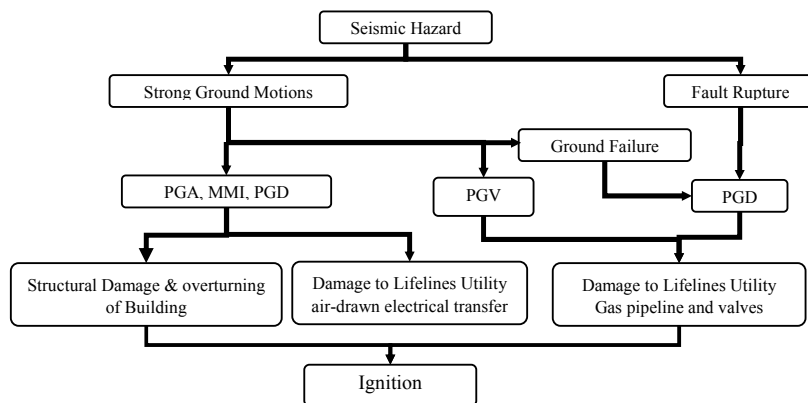 Seismic Hazard
Strong Ground Motions
Fault Rupture
Ground Failure
PGA, MMI, PGD
PGV
PGD
Structural Damage & overturning
of Building
Damage to Lifelines Utility
air-drawn electrical transfer
Damage to Lifelines Utility
Gas pipeline and valves
Ignition